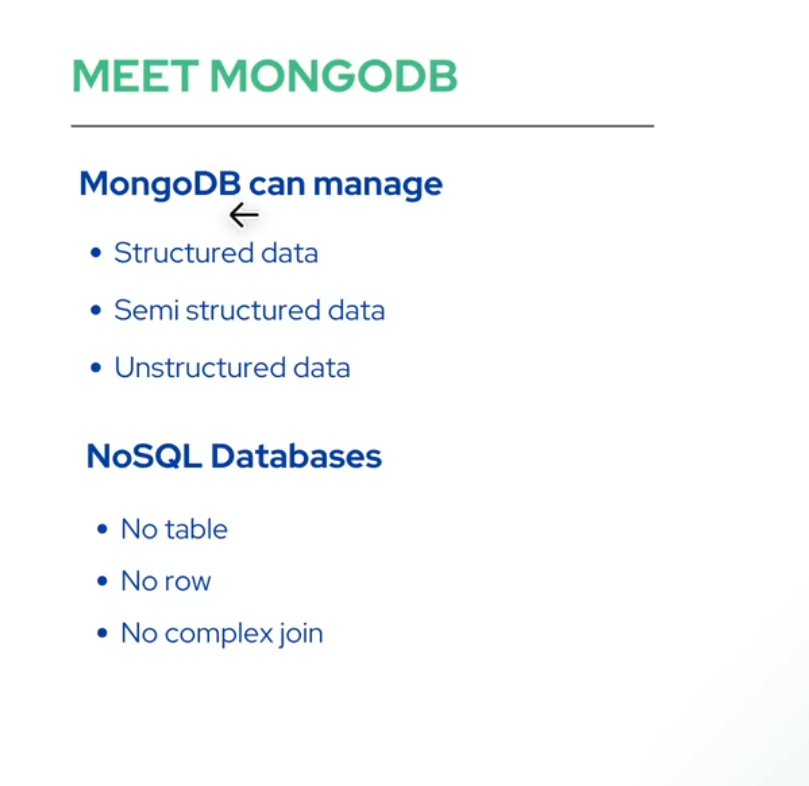 MEET MONGODB
MongoDB can manage
• Structured data
• Semi structured data
• Unstructured data
NoSQL Databases
• No table
• No row
• No complex join